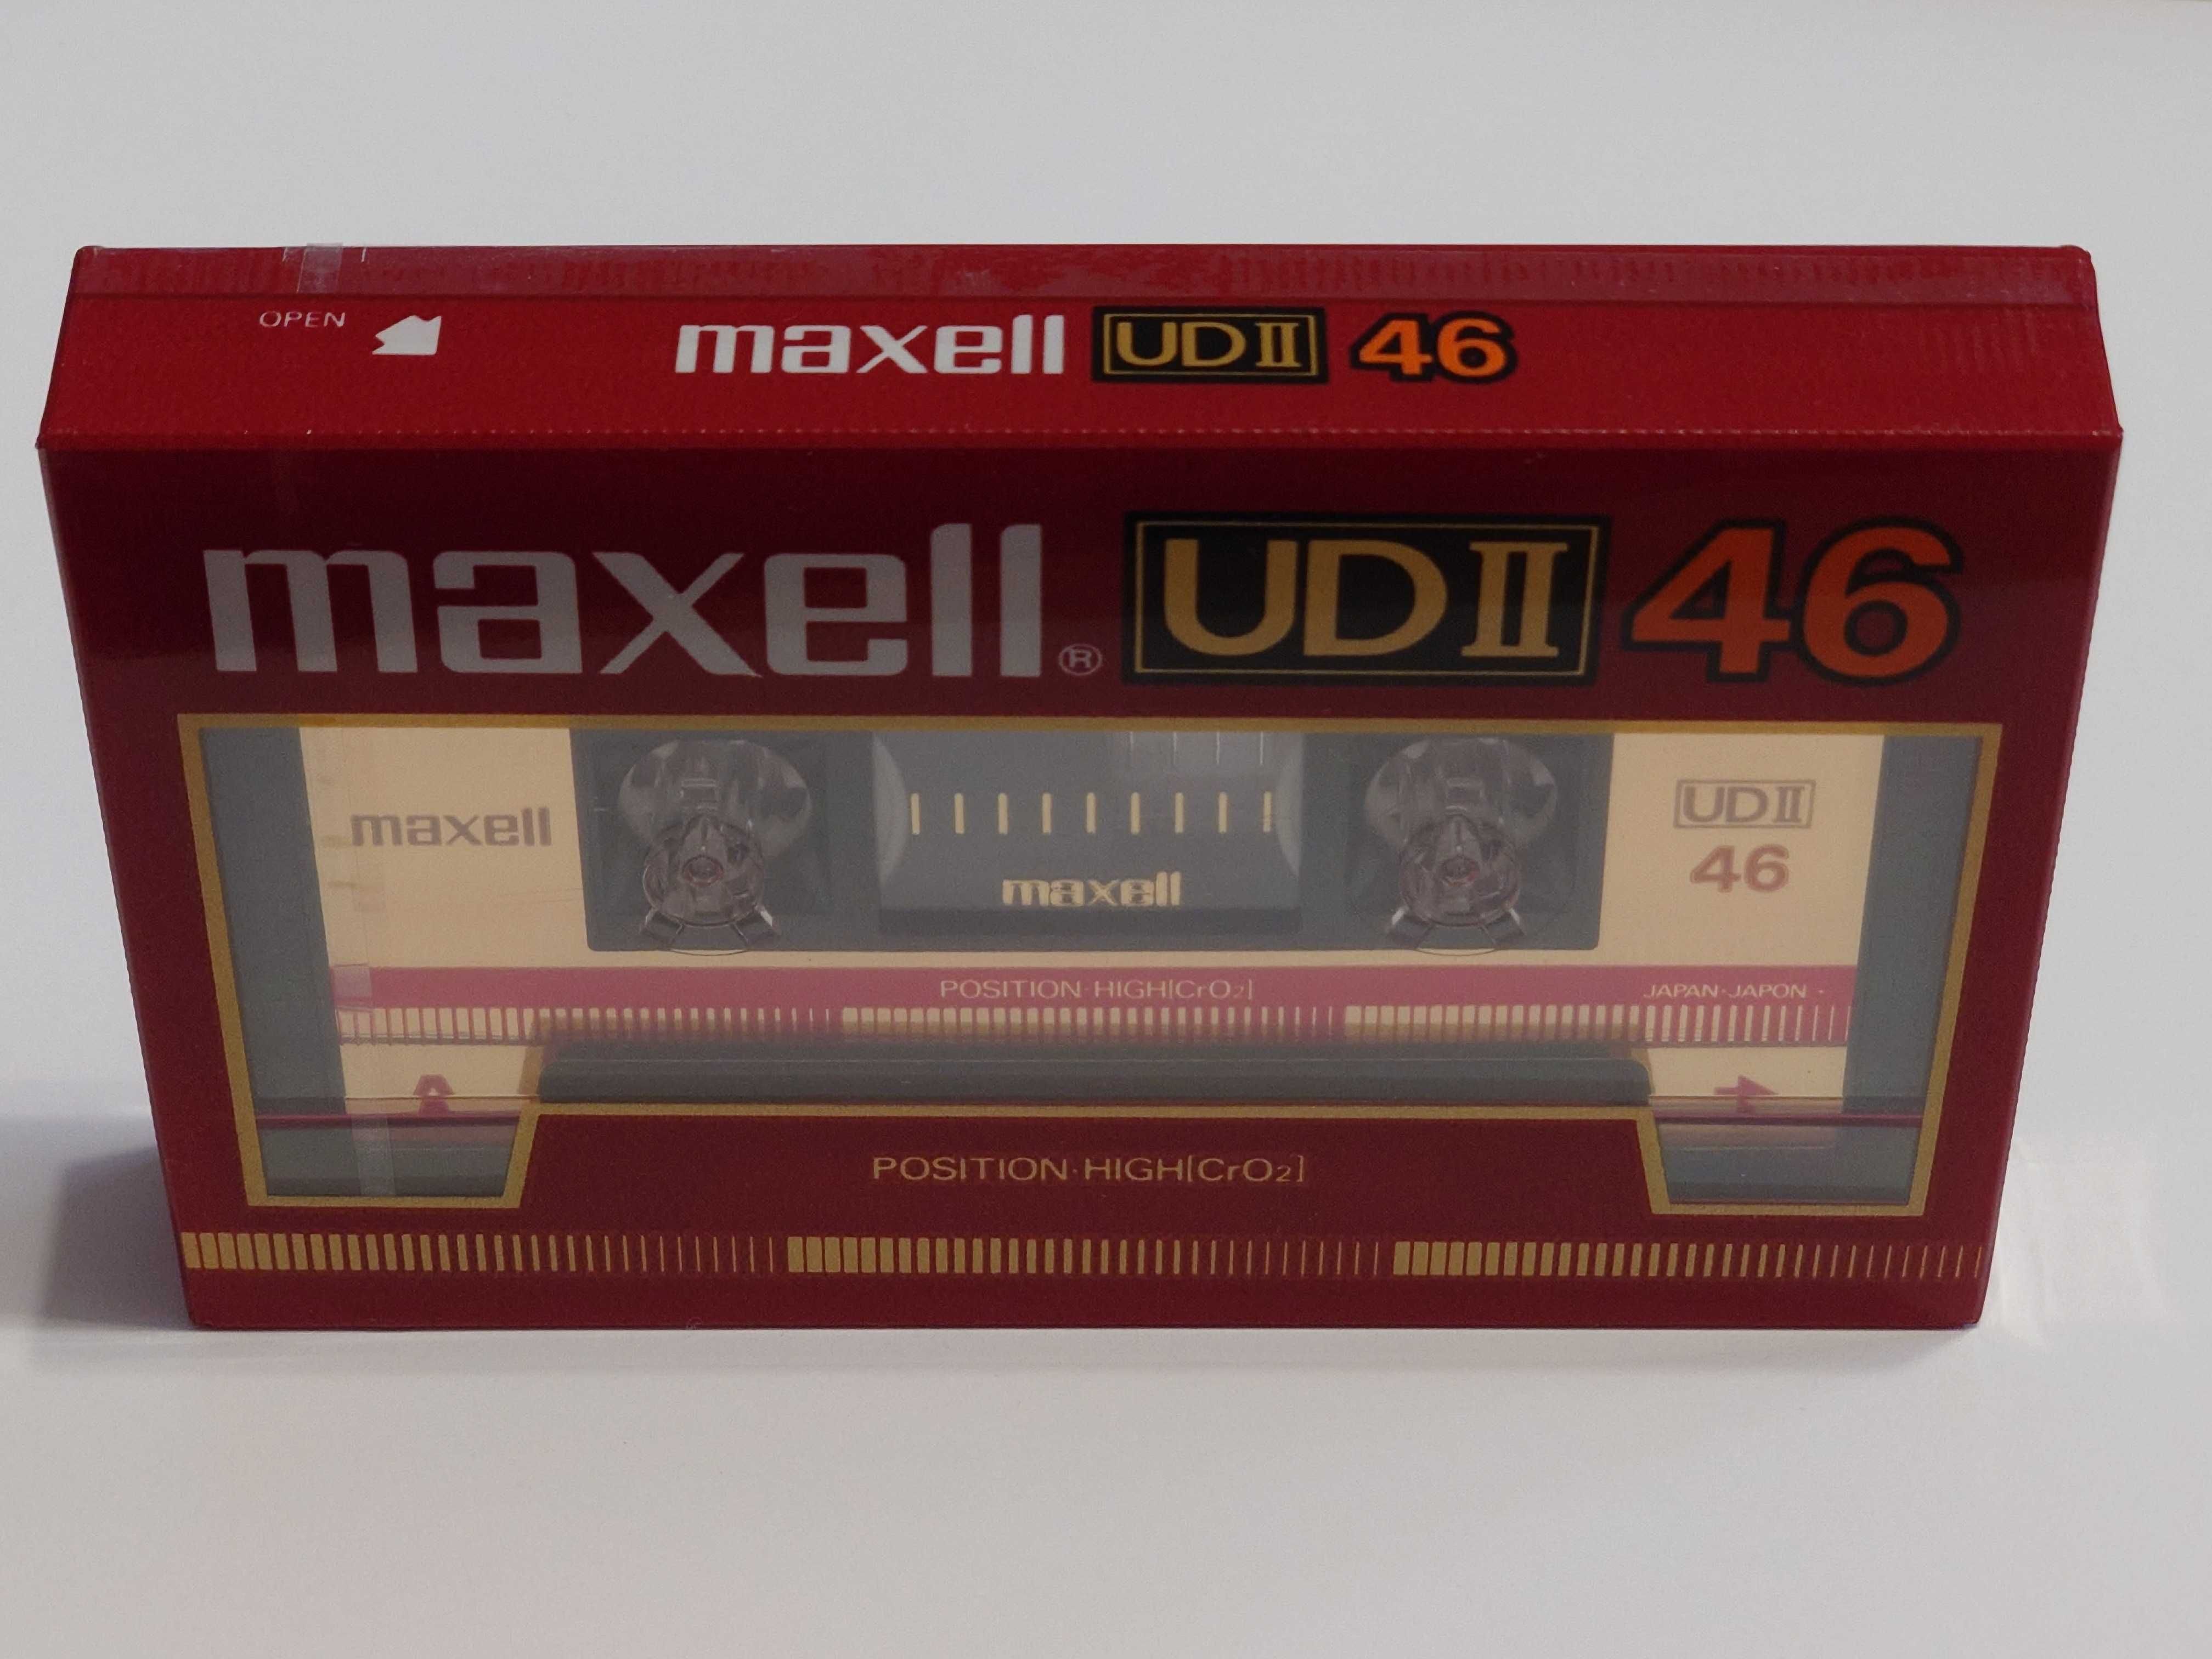 OPEN
maxell UDII 46
maxell® UDII 46
maxell
UDII
46
maxell
POSITION·HIGH[CrO₂]
JAPAN·JAPON ·
A
POSITION·HIGH[CrO₂]